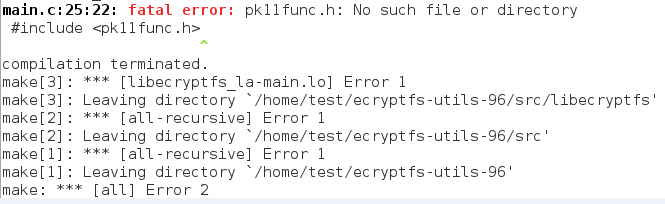 main.c:25:22: fatal error: pk11func.h: No such file or directory
#include <pk11func.h>
^
compilation terminated.
make[3]: *** [libecryptfs_la-main.lo] Error 1
make[3]: Leaving directory `/home/test/ecryptfs-utils-96/src/libecryptfs'
make[2]: *** [all-recursive] Error 1
make[2]: Leaving directory `/home/test/ecryptfs-utils-96/src'
make[1]: *** [all-recursive] Error 1
make[1]: Leaving directory `/home/test/ecryptfs-utils-96'
make: *** [all] Error 2